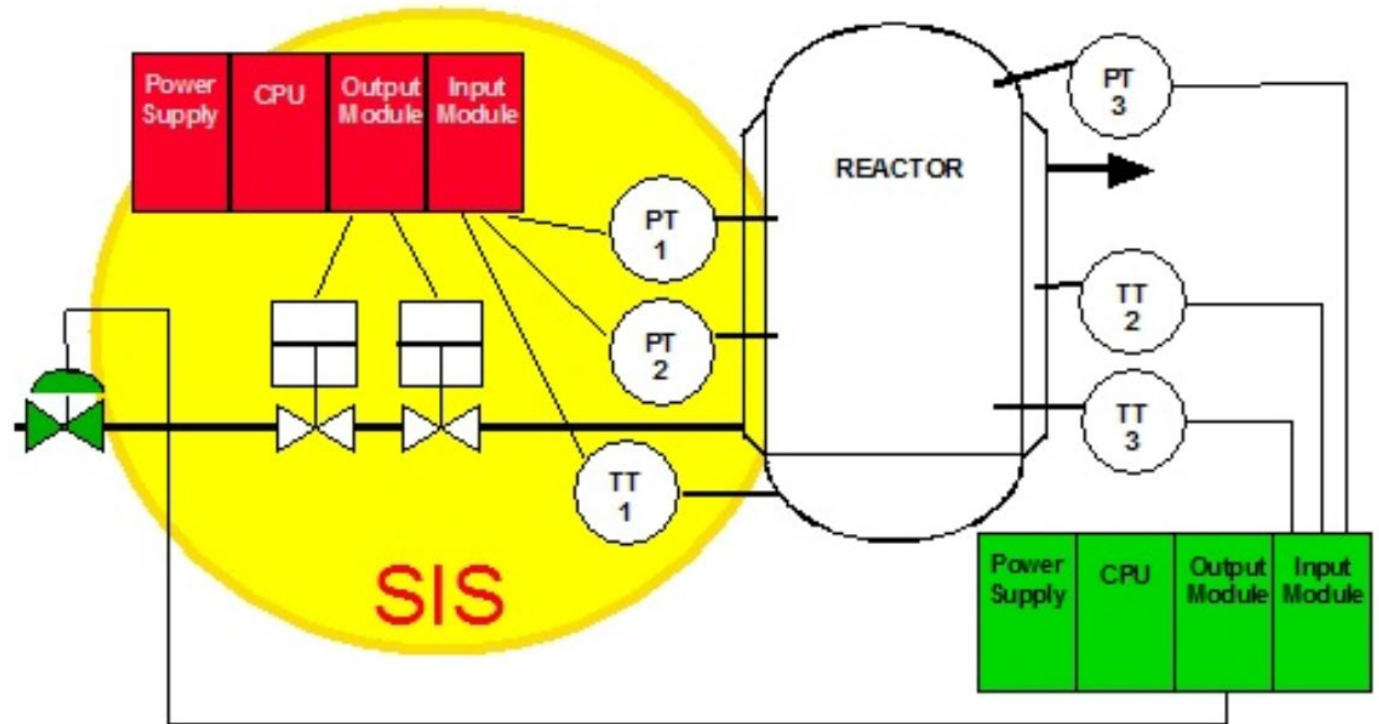 Power
Supply
CPU
Output
Module
Input
Module
PT
3
REACTOR
PT
1
TT
2
PT
2
TT
3
TT
1
SIS
Power
Supply
CPU
Output
Module
Input
Module